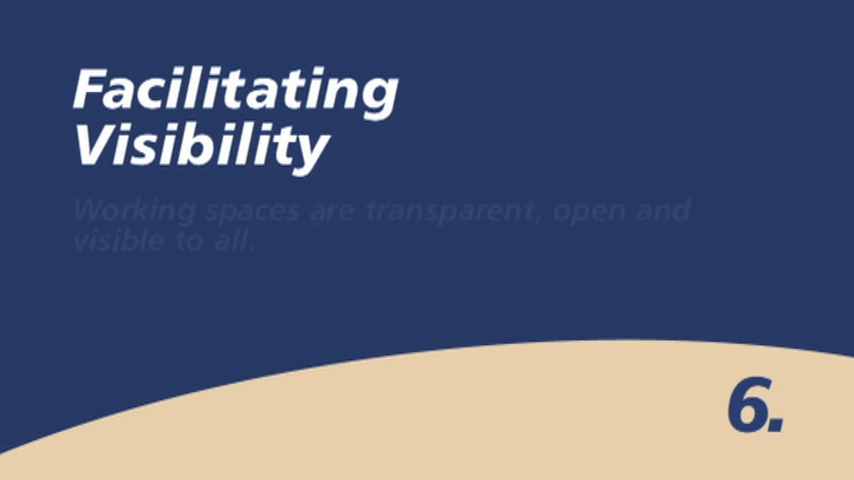 Facilitating
Visibility
Working spaces are transparent, open and
visible to all.
6.